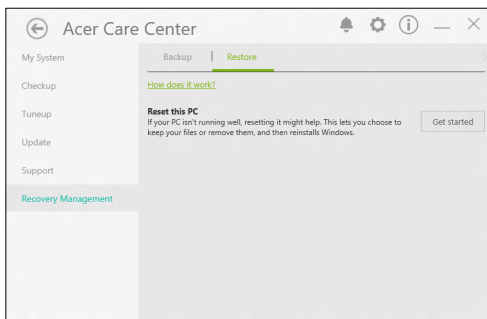 Acer Care Center
My System
Checkup
Tuneup
Update
Support
Recovery Management
Backup | Restore
How does it work?
Reset this PC
If your PC isn't running well, resetting it might help. This lets you choose to
keep your files or remove them, and then reinstalls Windows.
Get started